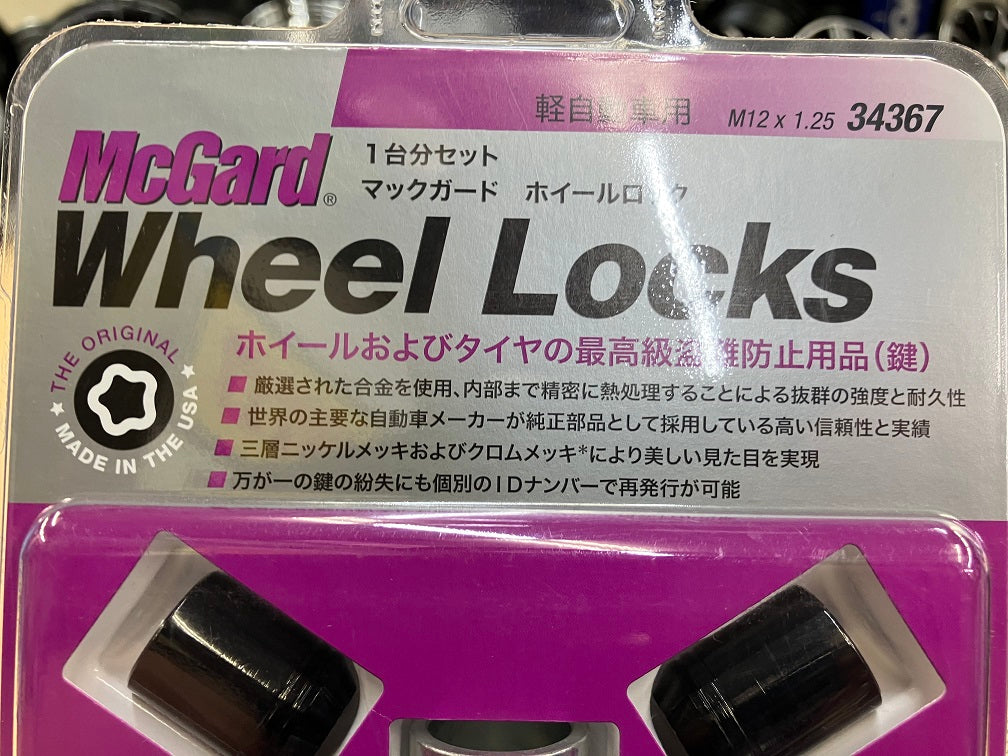 軽自動車用 M12 x 1.25 34367
McGard® 1台分セット
マックガード ホイールロック
Wheel Locks
ホイールおよびタイヤの最高級盗難防止用品(鍵)
THE ORIGINAL
★ MADE IN THE USA ★
■ 厳選された合金を使用、内部まで精密に熱処理することによる抜群の強度と耐久性
■ 世界の主要な自動車メーカーが純正部品として採用している高い信頼性と実績
■ 三層ニッケルメッキおよびクロムメッキ*により美しい見た目を実現
■ 万が一の鍵の紛失にも個別のIDナンバーで再発行が可能